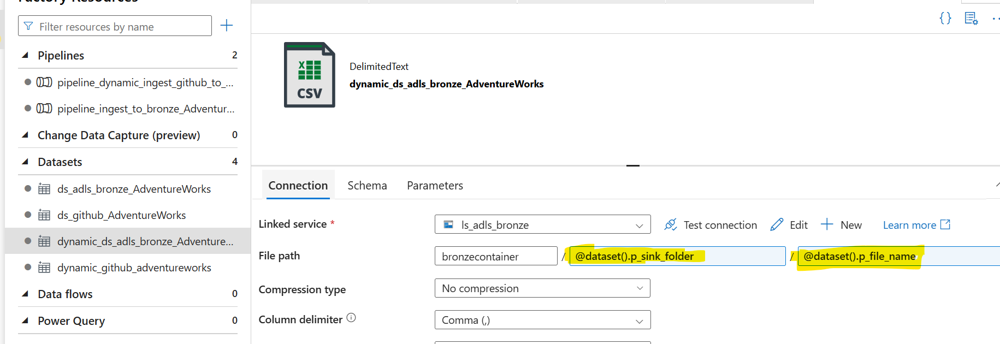 Factory Resources
Filter resources by name
Pipelines 2
pipeline_dynamic_ingest_github_to_...
pipeline_ingest_to_bronze_Adventur...
Change Data Capture (preview) 0
Datasets 4
ds_adls_bronze_AdventureWorks
ds_github_AdventureWorks
dynamic_ds_adls_bronze_Adventure...
dynamic_github_adventureworks
Data flows 0
Power Query 0
{}
CSV
DelimitedText
dynamic_ds_adls_bronze_AdventureWorks
Connection Schema Parameters
Linked service * ls_adls_bronze Test connection Edit New Learn more
File path bronzecontainer / @dataset().p_sink_folder / @dataset().p_file_name
Compression type No compression
Column delimiter Comma (,)